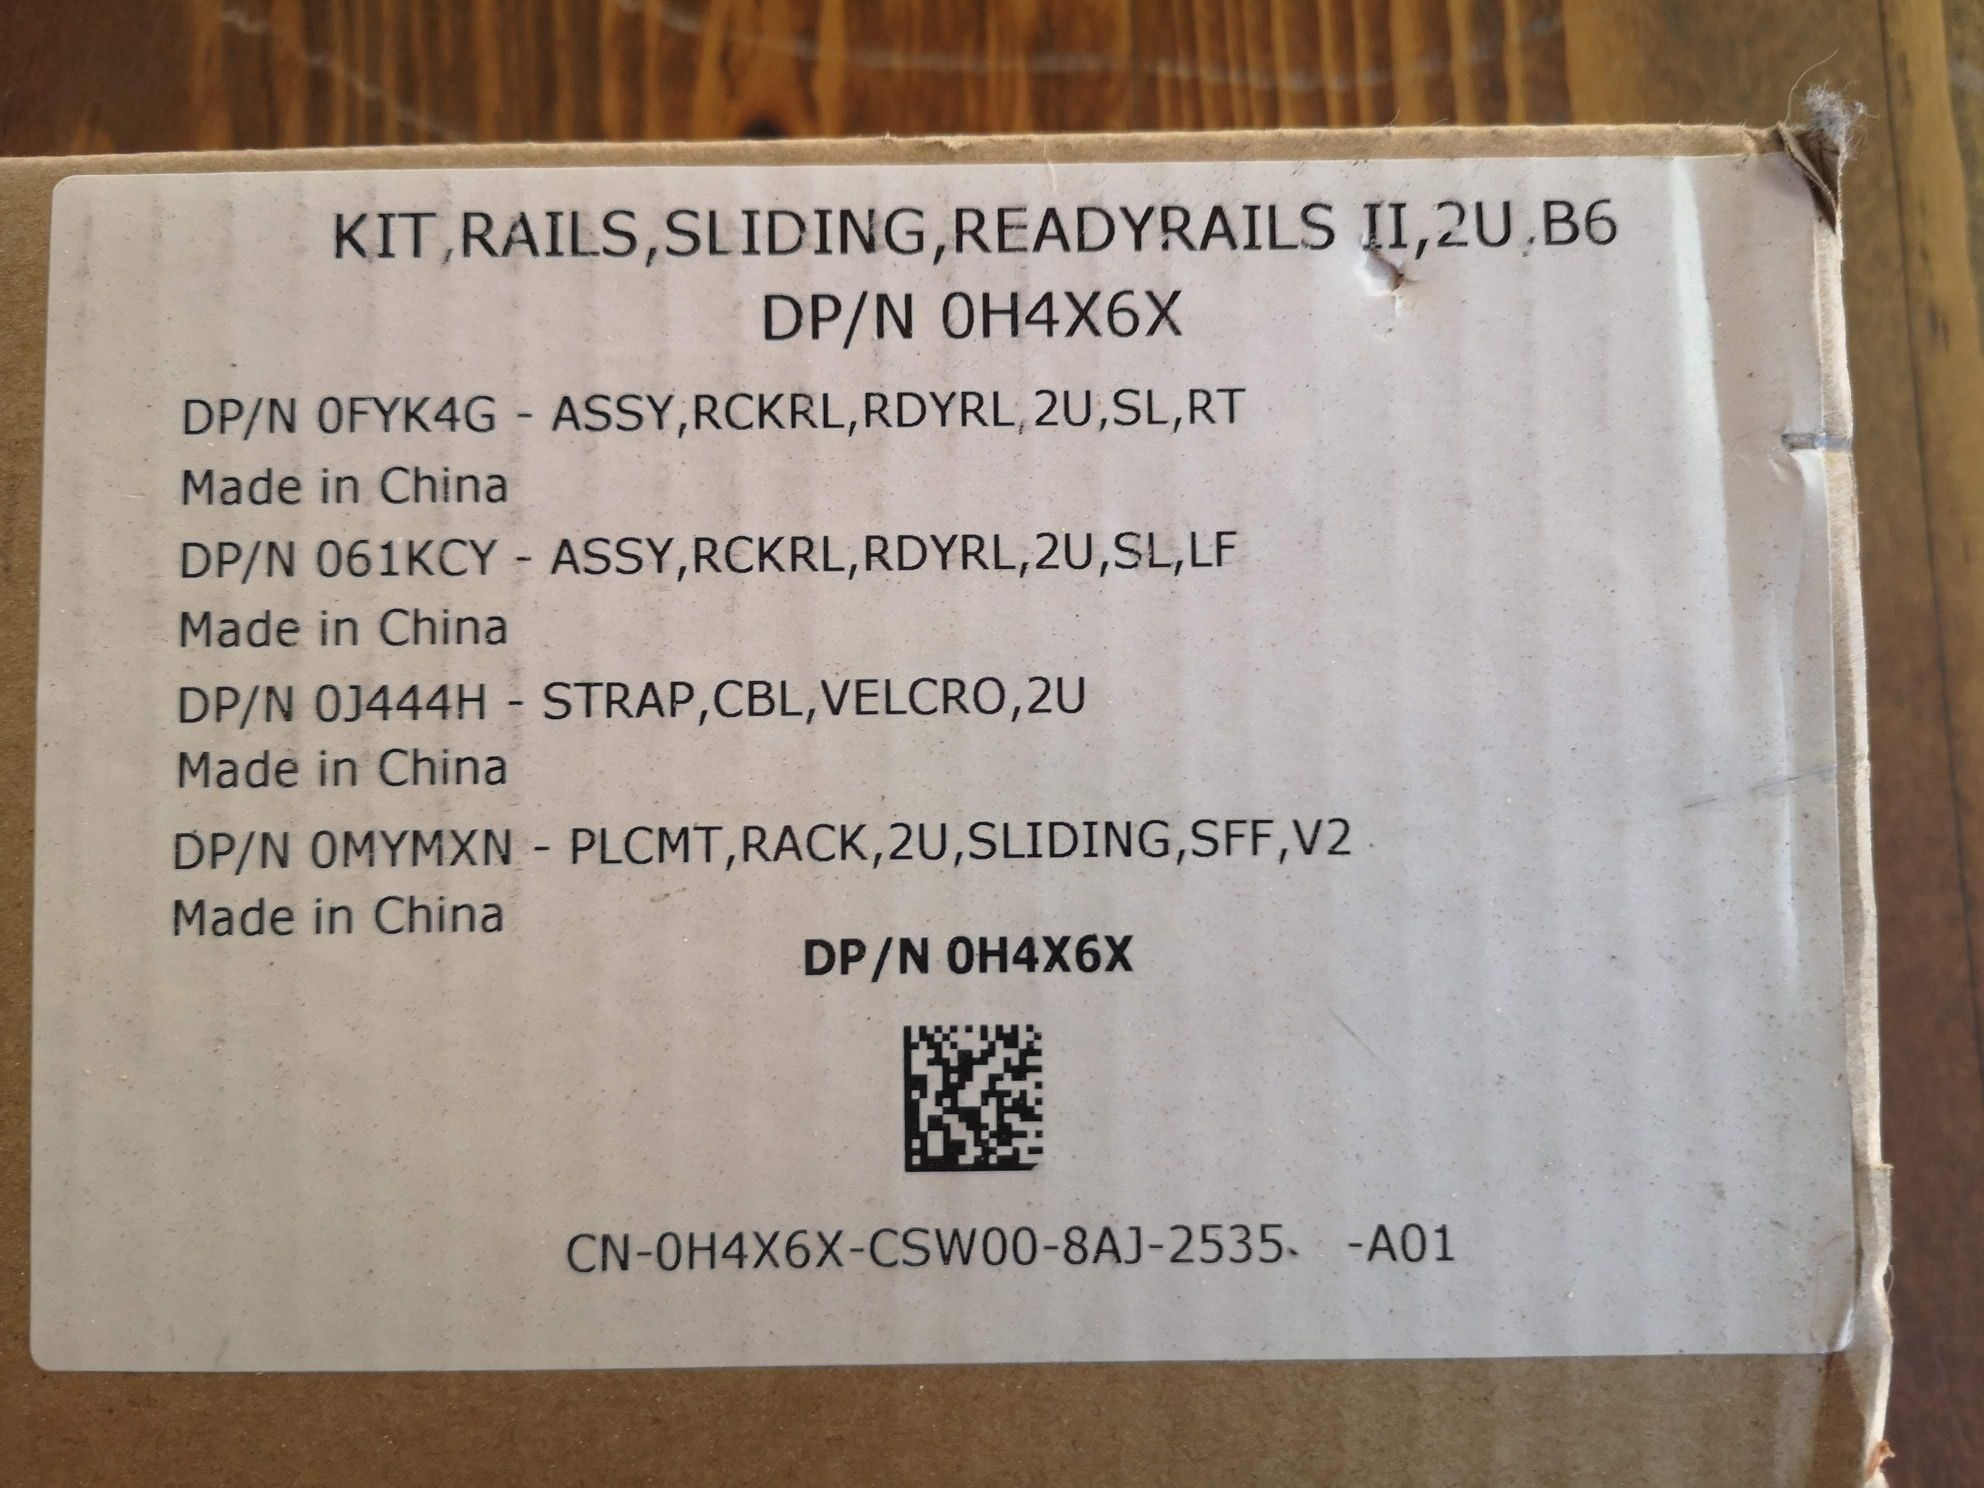 KIT,RAILS,SLIDING,READYRAILS II,2U,B6
DP/N 0H4X6X
DP/N 0FYK4G - ASSY,RCKRL,RDYRL,2U,SL,RT
Made in China
DP/N 061KCY - ASSY,RCKRL,RDYRL,2U,SL,LF
Made in China
DP/N 0J444H - STRAP,CBL,VELCRO,2U
Made in China
DP/N 0MYMXN - PLCMT,RACK,2U,SLIDING,SFF,V2
Made in China
DP/N 0H4X6X
CN-0H4X6X-CSW00-8AJ-2535 -A01